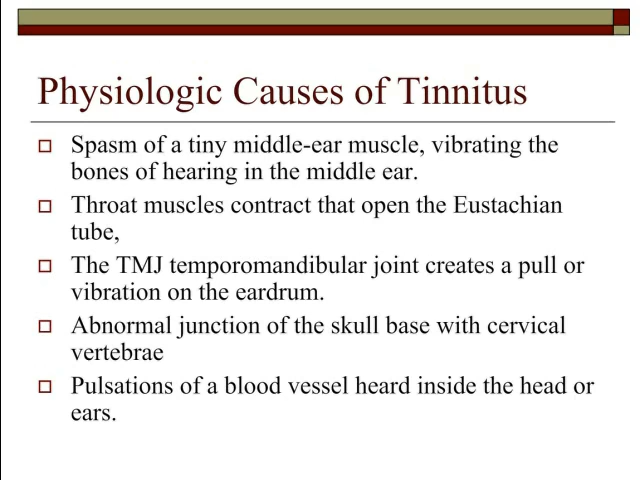 Physiologic Causes of Tinnitus
Spasm of a tiny middle-ear muscle, vibrating the
bones of hearing in the middle ear.
Throat muscles contract that open the Eustachian
tube,
The TMJ temporomandibular joint creates a pull or
vibration on the eardrum.
Abnormal junction of the skull base with cervical
vertebrae
Pulsations of a blood vessel heard inside the head or
ears.